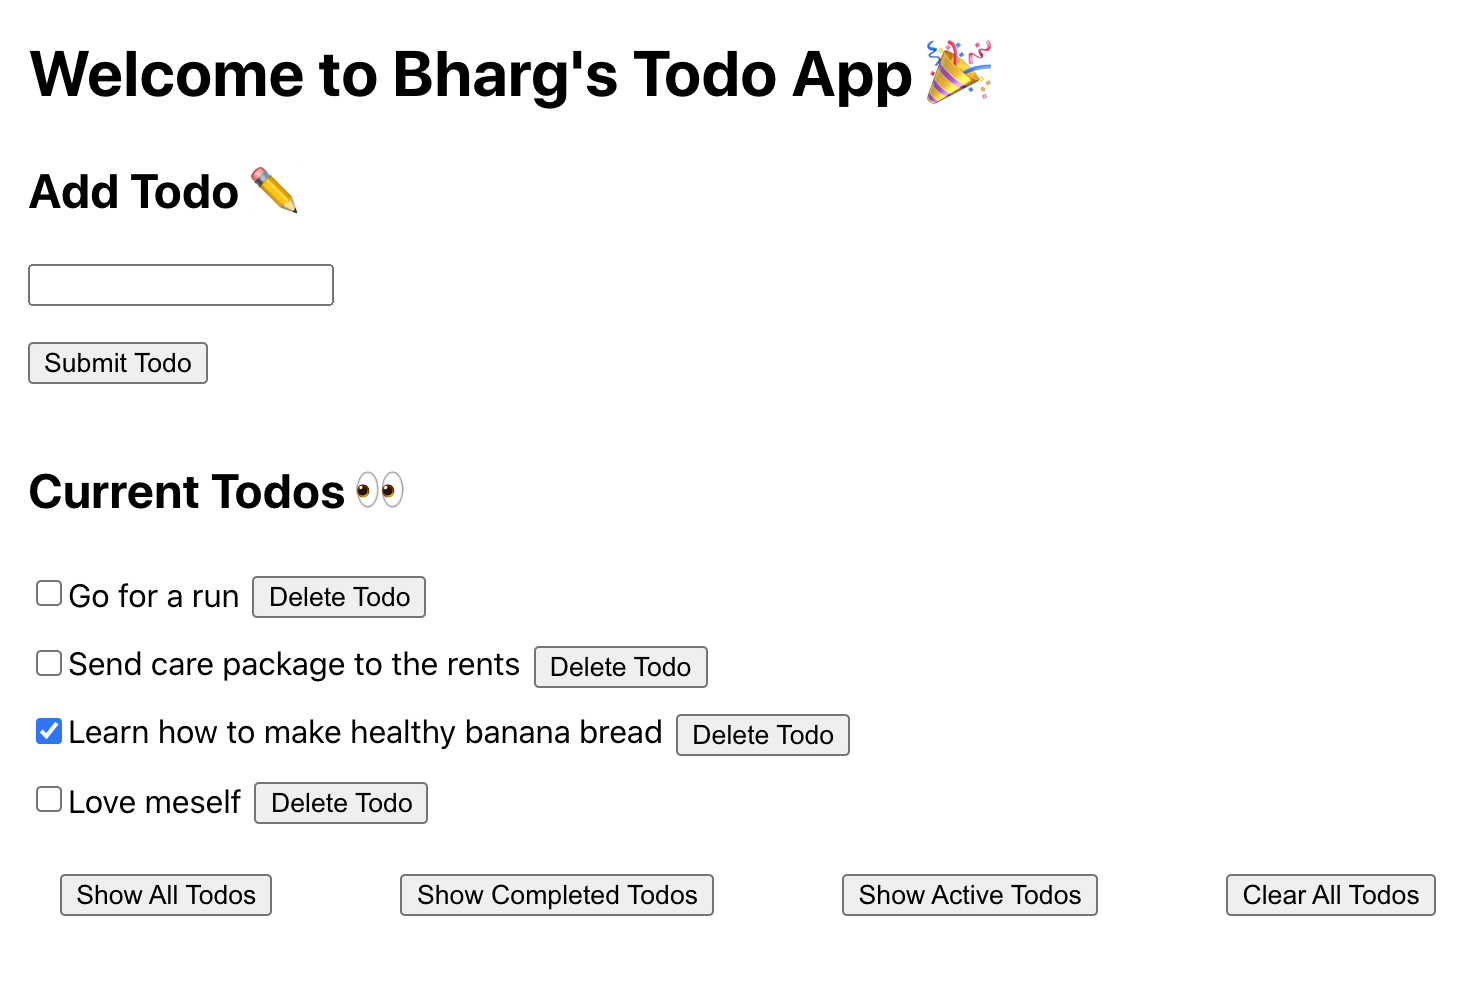 Welcome to Bharg's Todo App 🎉
Add Todo ✏️
Submit Todo
Current Todos 👀
Go for a run Delete Todo
Send care package to the rents Delete Todo
Learn how to make healthy banana bread Delete Todo
Love meself Delete Todo
Show All Todos Show Completed Todos Show Active Todos Clear All Todos